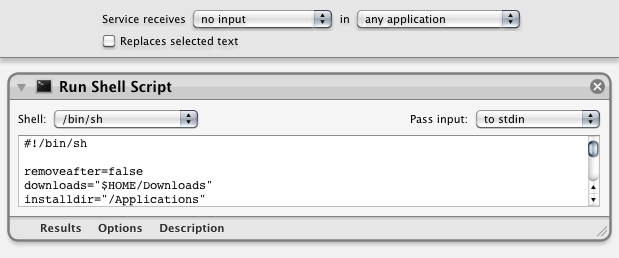 Service receives no input in any application
Replaces selected text
Run Shell Script
Shell: /bin/sh Pass input: to stdin
#!/bin/sh
removeafter=false
downloads="$HOME/Downloads"
installdir="/Applications"
Results Options Description